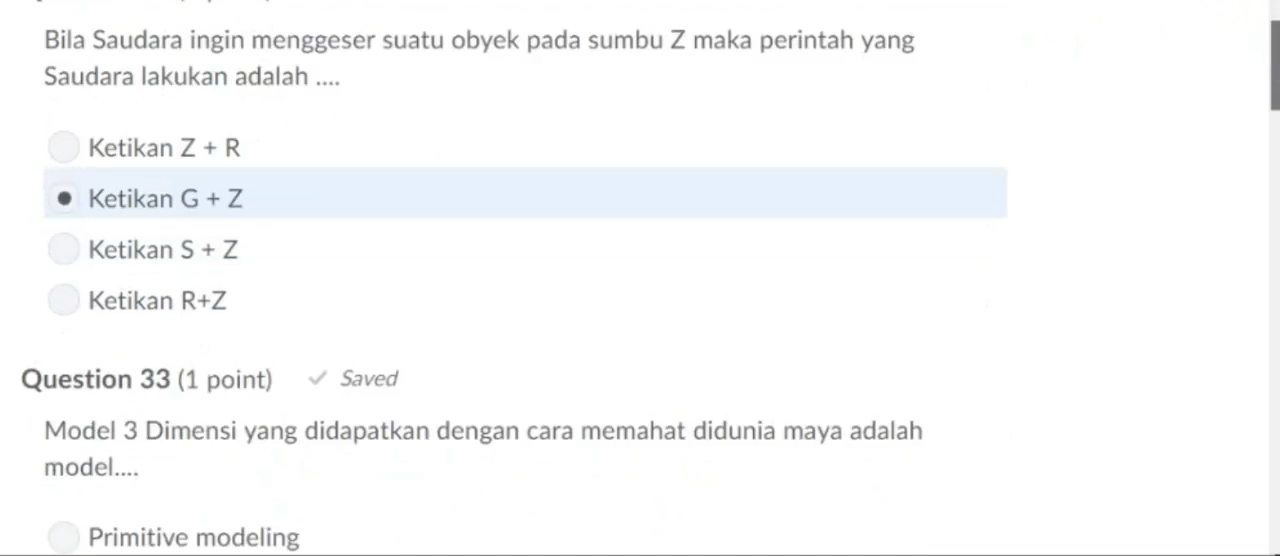 Bila Saudara ingin menggeser suatu obyek pada sumbu Z maka perintah yang
Saudara lakukan adalah ....
Ketikan Z + R
Ketikan G + Z
Ketikan S + Z
Ketikan R+Z
Question 33 (1 point) ✓ Saved
Model 3 Dimensi yang didapatkan dengan cara memahat didunia maya adalah
model....
Primitive modeling